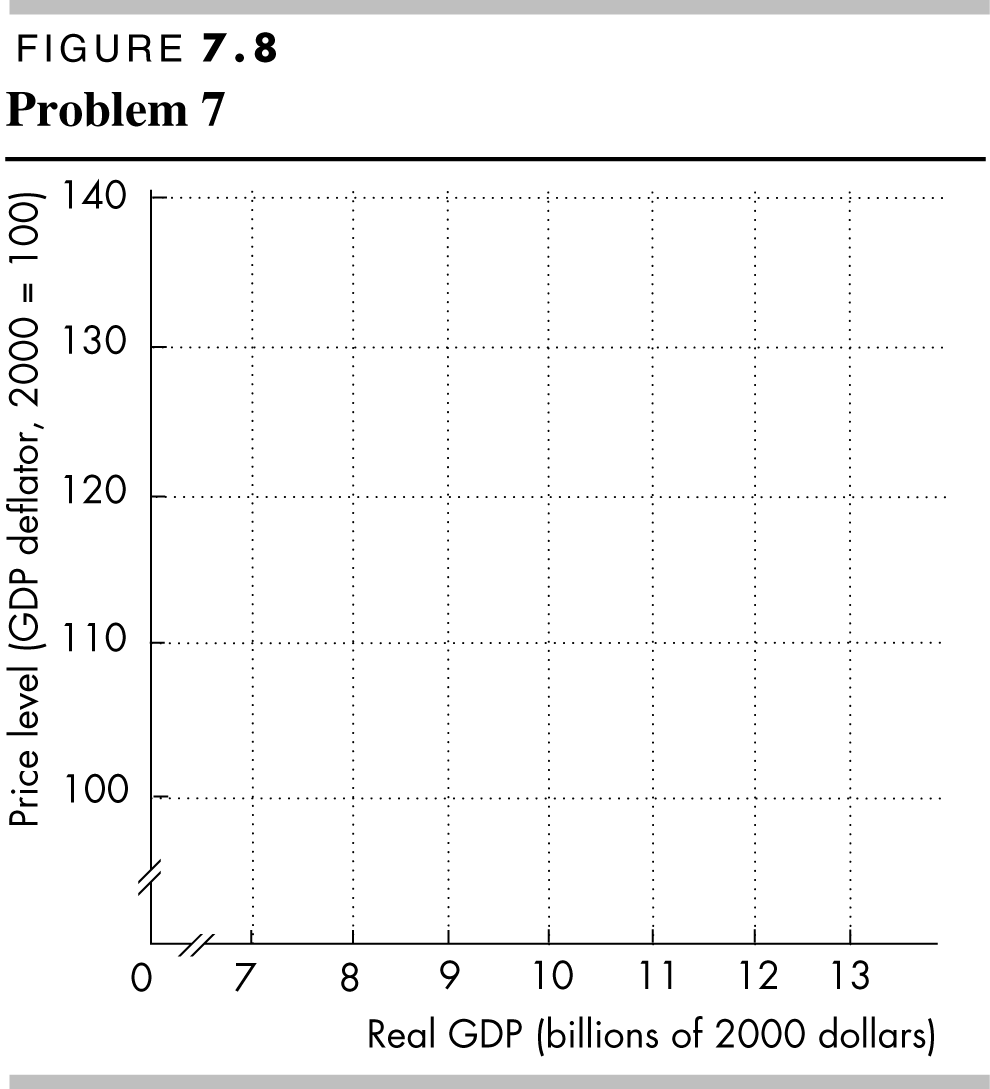 FIGURE 7.8
Problem 7
Price level (GDP deflator, 2000 = 100)
140
130
120
110
100
0 7 8 9 10 11 12 13
Real GDP (billions of 2000 dollars)